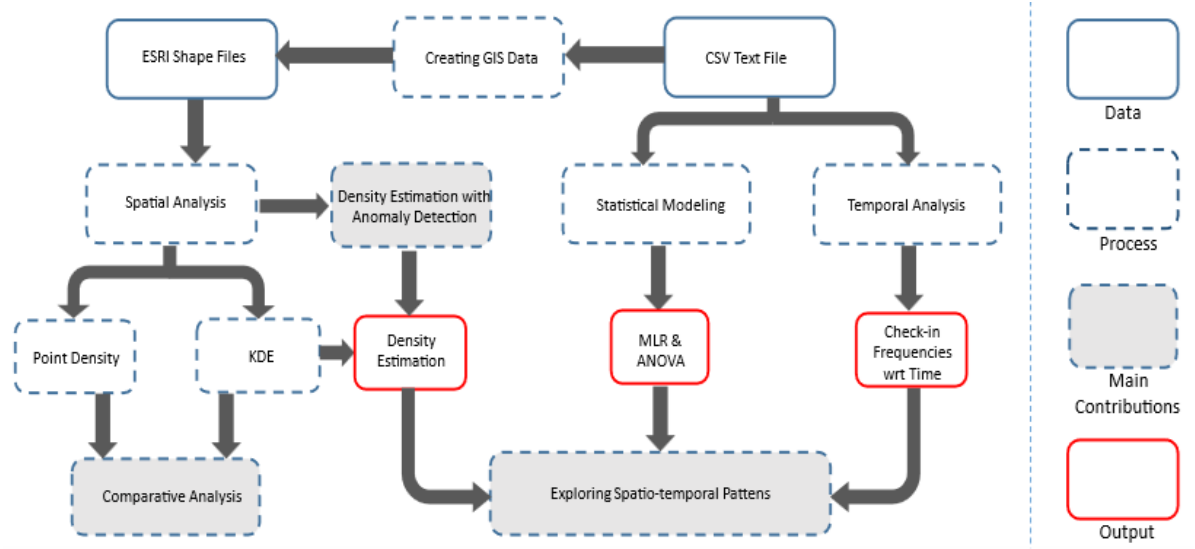 ESRI Shape Files
Creating GIS Data
CSV Text File
Data
Spatial Analysis
Density Estimation with
Anomaly Detection
Statistical Modeling
Temporal Analysis
Process
Point Density
KDE
Density
Estimation
MLR &
ANOVA
Check-in
Frequencies
wrt Time
Main
Contributions
Comparative Analysis
Exploring Spatio-temporal Pattens
Output